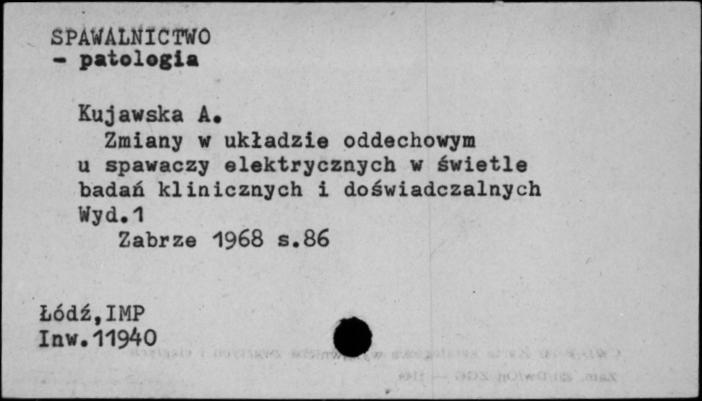 SPAWALNICTWO
- patologia
Kujawska A.
Zmiany w układzie oddechowym
u spawaczy elektrycznych w świetle
badań klinicznych i doświadczalnych
Wyd.1
Zabrze 1968 s.86
Łódź,IMP
Inw.11940